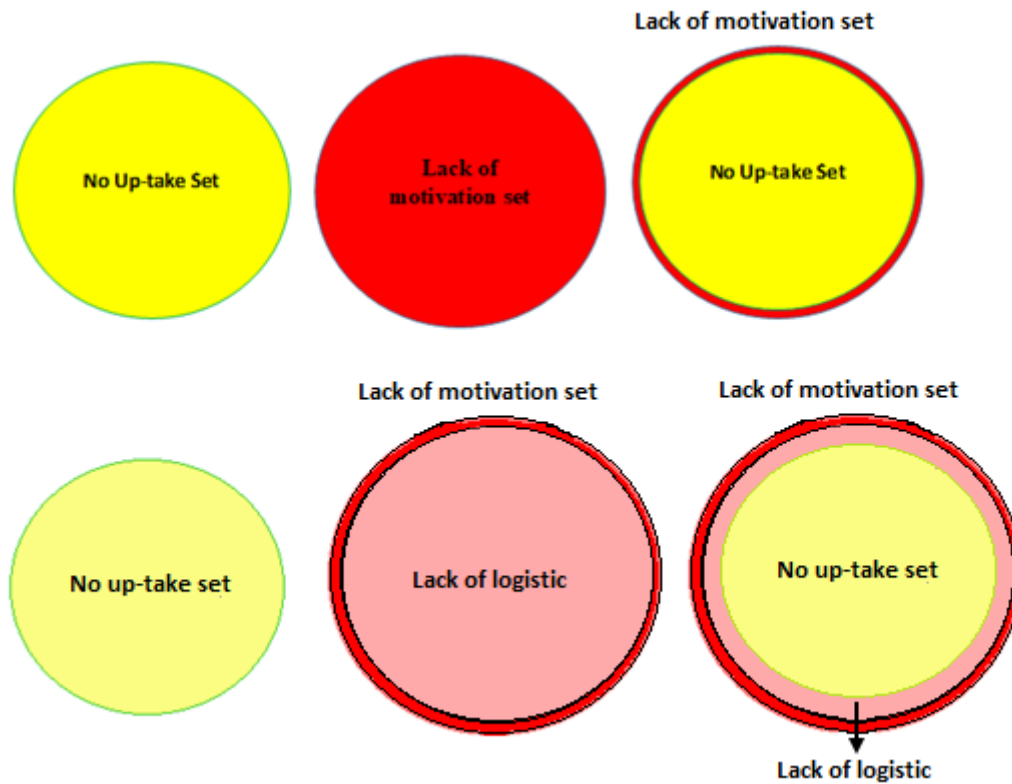 Lack of motivation set
No Up-take Set
Lack of
motivation set
No Up-take Set
Lack of motivation set
Lack of motivation set
No up-take set
Lack of logistic
No up-take set
Lack of logistic